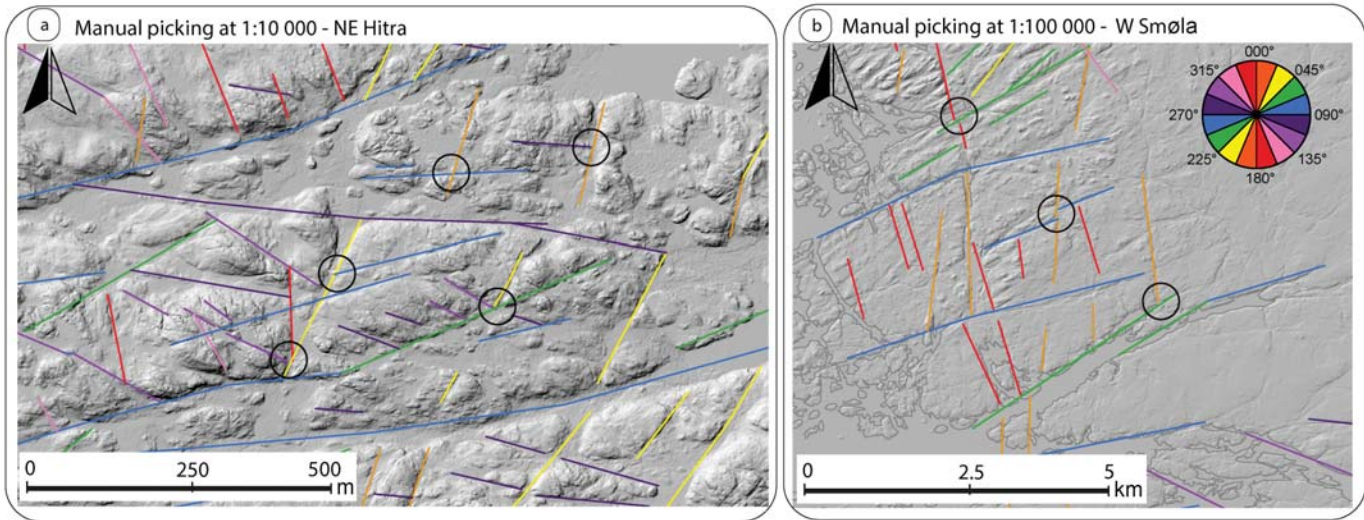 a Manual picking at 1:10 000 - NE Hitra
0 250 500
m
b Manual picking at 1:100 000 - W Smøla
000°
315° 045°
270° 090°
225° 135°
180°
0 2.5 5
km